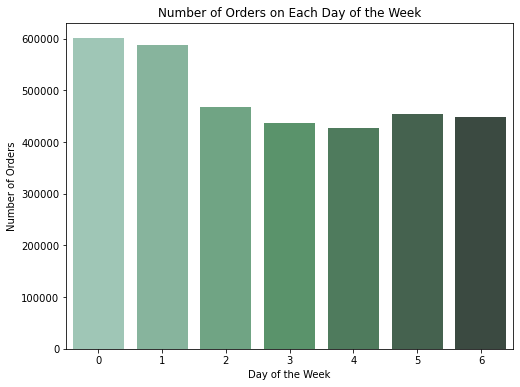 Number of Orders on Each Day of the Week
Number of Orders
600000
500000
400000
300000
200000
100000
0
0 1 2 3 4 5 6
Day of the Week